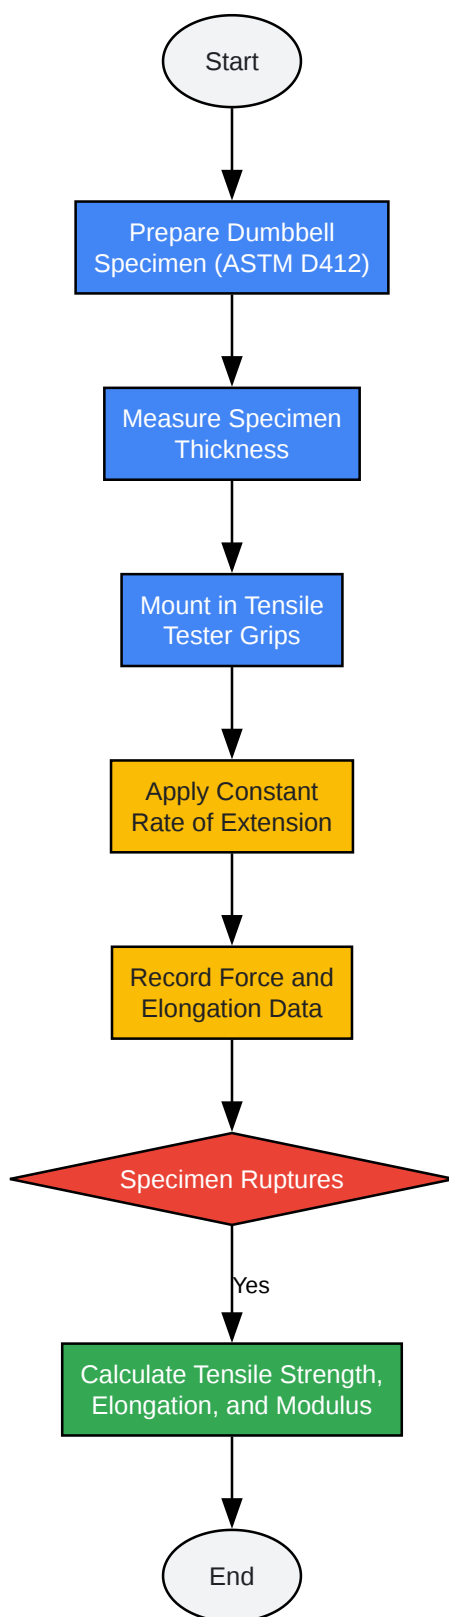 Start
Prepare Dumbbell
Specimen (ASTM D412)
Measure Specimen
Thickness
Mount in Tensile
Tester Grips
Apply Constant
Rate of Extension
Record Force and
Elongation Data
Specimen Ruptures
Yes
Calculate Tensile Strength,
Elongation, and Modulus
End